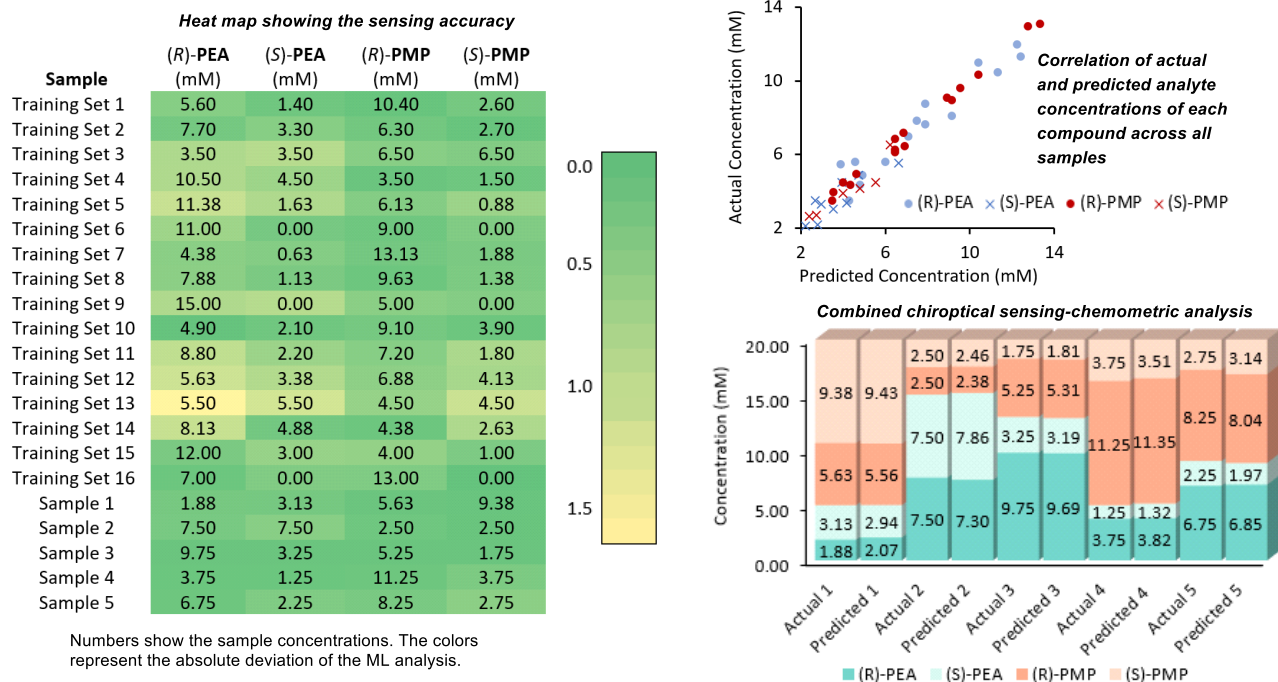 Heat map showing the sensing accuracy
(R)-PEA (S)-PEA (R)-PMP (S)-PMP
Sample (mM) (mM) (mM) (mM)
Training Set 1 5.60 1.40 10.40 2.60
Training Set 2 7.70 3.30 6.30 2.70
Training Set 3 3.50 3.50 6.50 6.50
Training Set 4 10.50 4.50 3.50 1.50
Training Set 5 11.38 1.63 6.13 0.88
Training Set 6 11.00 0.00 9.00 0.00
Training Set 7 4.38 0.63 13.13 1.88
Training Set 8 7.88 1.13 9.63 1.38
Training Set 9 15.00 0.00 5.00 0.00
Training Set 10 4.90 2.10 9.10 3.90
Training Set 11 8.80 2.20 7.20 1.80
Training Set 12 5.63 3.38 6.88 4.13
Training Set 13 5.50 5.50 4.50 4.50
Training Set 14 8.13 4.88 4.38 2.63
Training Set 15 12.00 3.00 4.00 1.00
Training Set 16 7.00 0.00 13.00 0.00
Sample 1 1.88 3.13 5.63 9.38
Sample 2 7.50 7.50 2.50 2.50
Sample 3 9.75 3.25 5.25 1.75
Sample 4 3.75 1.25 11.25 3.75
Sample 5 6.75 2.25 8.25 2.75
0.0
0.5
1.0
1.5
Numbers show the sample concentrations. The colors
represent the absolute deviation of the ML analysis.
14
10
6
2
Actual Concentration (mM)
Correlation of actual
and predicted analyte
concentrations of each
compound across all
samples
(R)-PEA (S)-PEA (R)-PMP (S)-PMP
2 6 10 14
Predicted Concentration (mM)
Combined chiroptical sensing-chemometric analysis
Concentration (mM)
20.00
15.00
10.00
5.00
0.00
9.38 9.43 2.50 2.46 1.75 1.81 3.75 3.51 2.75 3.14
5.63 5.56 2.50 2.38 5.25 5.31 11.25 11.35 8.25 8.04
3.13 2.94 7.50 7.86 3.25 3.19 1.25 1.32 2.25 1.97
1.88 2.07 7.50 7.30 9.75 9.69 3.75 3.82 6.75 6.85
Actual 1 Predicted 1 Actual 2 Predicted 2 Actual 3 Predicted 3 Actual 4 Predicted 4 Actual 5 Predicted 5
(R)-PEA (S)-PEA (R)-PMP (S)-PMP